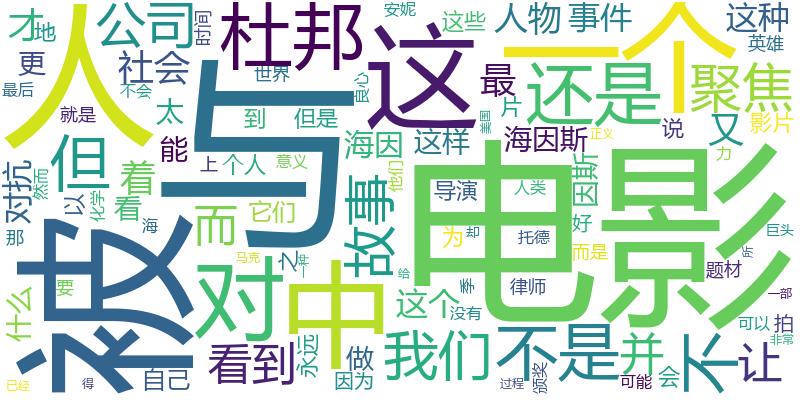 才
地
公司
时间
杜邦
安妮
这些
人物
事件
这种
英雄
人
更
社会
世界
与
这
一个
最后
就是
不会
太
到
但是
良心
最
片
还是
聚焦
影片
美国
正义
能
海因
这样
海因斯
说
又
力
对抗
然而
但
着
看
上
个人
意义
他们
因斯
电影
人类
导演
以
化学
而
它们
故事
那
被
海
之
一件
为
却
托德
好
而是
巨头
对
中
马克
给
季
律师
题材
所
一部
什么
要
这个
没有
可以
拍
非常
看到
永远
做
我们
不是
并
不
让
已经
得
自己
因为
过程
颁奖
可能
会